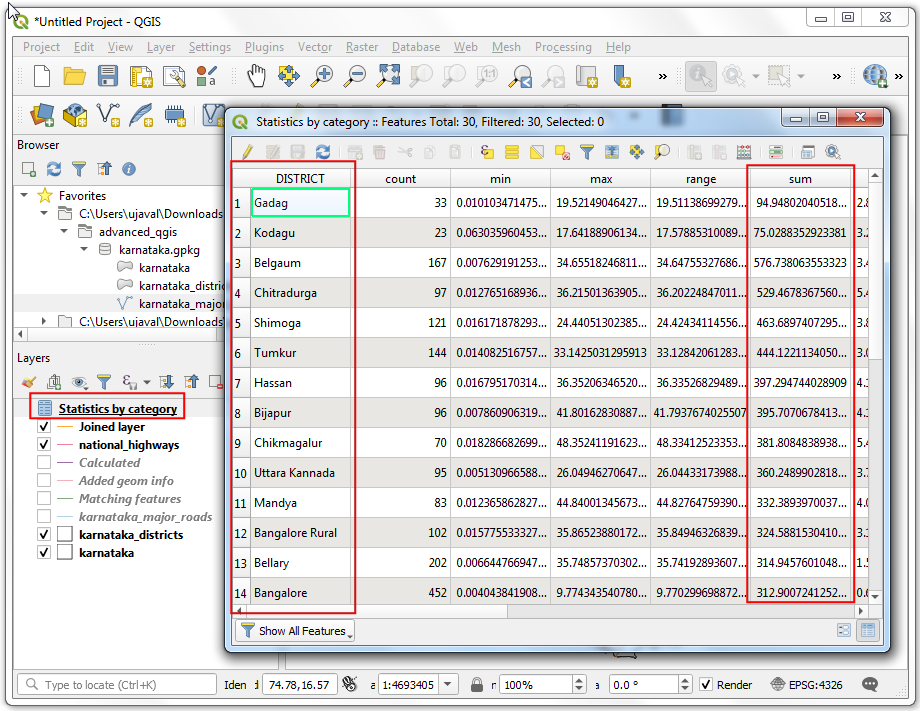 *Untitled Project - QGIS
Project Edit View Layer Settings Plugins Vector Raster Database Web Mesh Processing Help
»
»
»
Browser
Favorites
C:\Users\ujaval\Downloads
advanced_qgis
karnataka.gpkg
karnataka
karnataka_distric
karnataka_major
C:\Users\ujaval\Downloads
Layers
Statistics by category
Joined layer
national_highways
Calculated
Added geom info
Matching features
karnataka_major_roads
karnataka_districts
karnataka
Statistics by category :: Features Total: 30, Filtered: 30, Selected: 0
DISTRICT count min max range sum
1 Gadag 33 0.010103471475... 19.52149046427... 19.51138699279... 94.94802040518... 2.8
2 Kodagu 23 0.063035960453... 17.64188906134... 17.57885310089... 75.0288352923381 3.2
3 Belgaum 167 0.007629191253... 34.65518246811... 34.64755327686... 576.738063553323 3.4
4 Chitradurga 97 0.012765168936... 36.21501363905... 36.20224847011... 529.4678367560... 5.4
5 Shimoga 121 0.016171878293... 24.44051302385... 24.42434114556... 463.6897407295... 3.8
6 Tumkur 144 0.014082516757... 33.1425031295913 33.12842061283... 444.1221134050... 3.0
7 Hassan 96 0.016795170314... 36.35206346520... 36.33526829489... 397.294744028909 4.1
8 Bijapur 96 0.007860906319... 41.80162830887... 41.7937674025507 395.7070678413... 4.1
9 Chikmagalur 70 0.018286682699... 48.35241191623... 48.33412523353... 381.8084838938... 5.4
10 Uttara Kannada 95 0.005130966588... 26.04946270647... 26.04433173988... 360.2489902818... 3.7
11 Mandya 83 0.012365862827... 44.84001345673... 44.82764759390... 332.3893970037... 4.0
12 Bangalore Rural 102 0.015775533327... 35.86523880172... 35.84946326839... 324.5881530410... 3.1
13 Bellary 202 0.006644766947... 35.74857370302... 35.74192893607... 314.9457601048... 1.5
14 Bangalore 452 0.004043841908... 9.774343540780... 9.770299698872... 312.9007241252... 0.6
Show All Features
Type to locate (Ctrl+K) Iden d 74.78,16.57 a 1:4693405 r 100% a 0.0 ° Render EPSG:4326